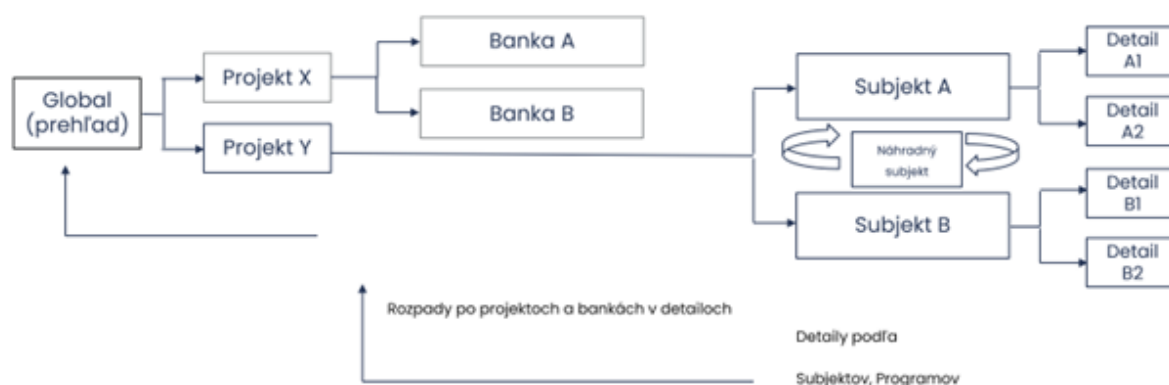 Global
(prehľad)
Projekt X
Projekt Y
Banka A
Banka B
Subjekt A
Náhradný
subjekt
Subjekt B
Detail
A1
Detail
A2
Detail
B1
Detail
B2
Rozpady po projektoch a bankách v detailoch
Detaily podľa
Subjektov, Programov